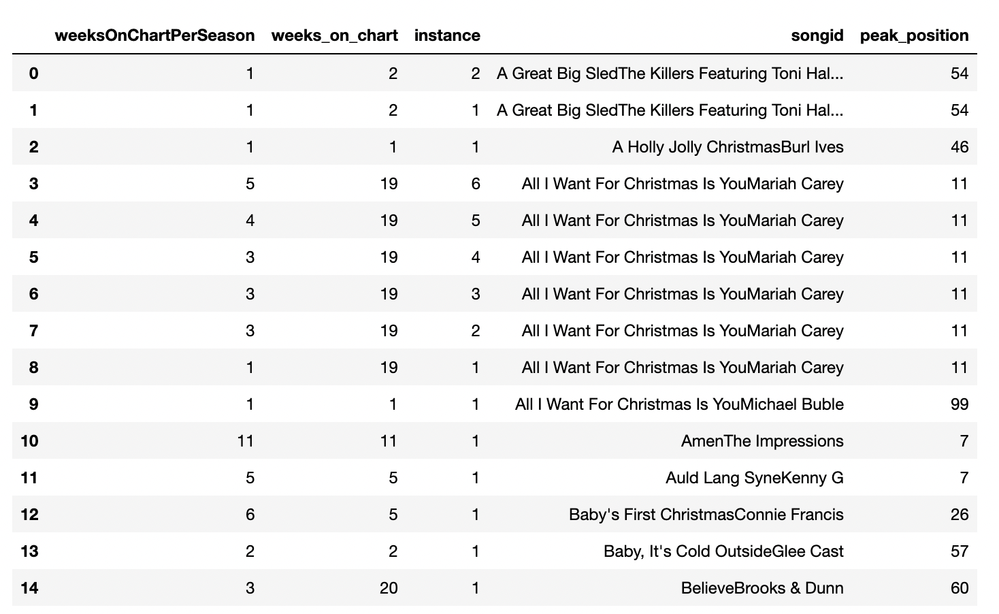 weeksOnChartPerSeason weeks_on_chart instance songid peak_position
0 1 2 2 A Great Big SledThe Killers Featuring Toni Hal... 54
1 1 2 1 A Great Big SledThe Killers Featuring Toni Hal... 54
2 1 1 1 A Holly Jolly ChristmasBurl Ives 46
3 5 19 6 All I Want For Christmas Is YouMariah Carey 11
4 4 19 5 All I Want For Christmas Is YouMariah Carey 11
5 3 19 4 All I Want For Christmas Is YouMariah Carey 11
6 3 19 3 All I Want For Christmas Is YouMariah Carey 11
7 3 19 2 All I Want For Christmas Is YouMariah Carey 11
8 1 19 1 All I Want For Christmas Is YouMariah Carey 11
9 1 1 1 All I Want For Christmas Is YouMichael Buble 99
10 11 11 1 AmenThe Impressions 7
11 5 5 1 Auld Lang SyneKenny G 7
12 6 5 1 Baby's First ChristmasConnie Francis 26
13 2 2 1 Baby, It's Cold OutsideGlee Cast 57
14 3 20 1 BelieveBrooks & Dunn 60